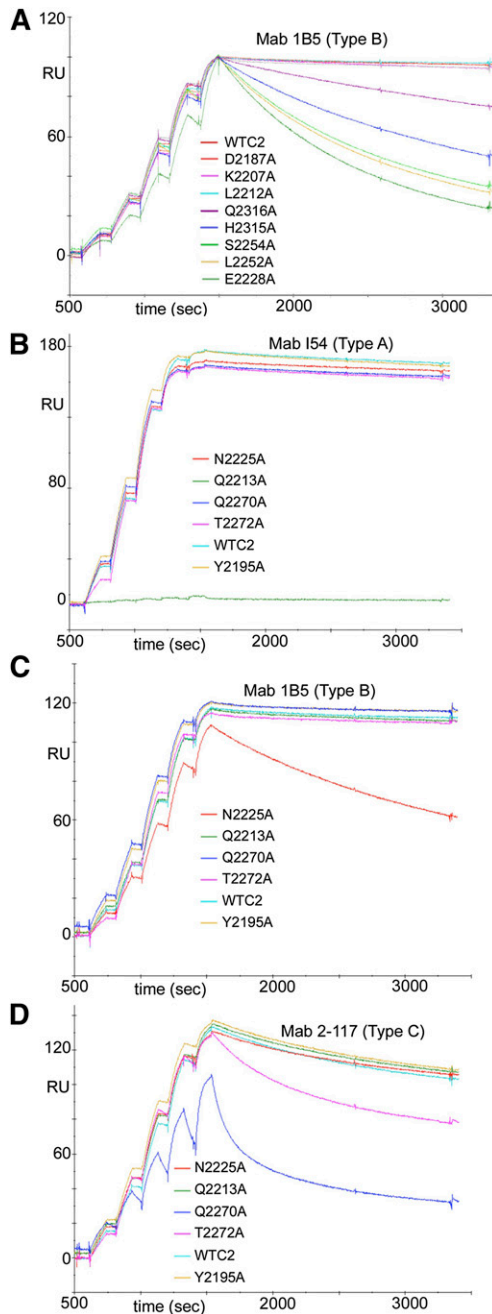 A
120
Mab 1B5 (Type B)
RU
60
WTC2
D2187A
K2207A
L2212A
Q2316A
H2315A
S2254A
L2252A
E2228A
0
500
time (sec)
2000
3000
B
180
Mab I54 (Type A)
RU
80
N2225A
Q2213A
Q2270A
T2272A
WTC2
Y2195A
0
500
time (sec)
2000
3000
C
Mab 1B5 (Type B)
120
RU
60
N2225A
Q2213A
Q2270A
T2272A
WTC2
Y2195A
0
500
time (sec)
2000
3000
D
Mab 2-117 (Type C)
120
RU
60
N2225A
Q2213A
Q2270A
T2272A
WTC2
Y2195A
0
500
time (sec)
2000
3000